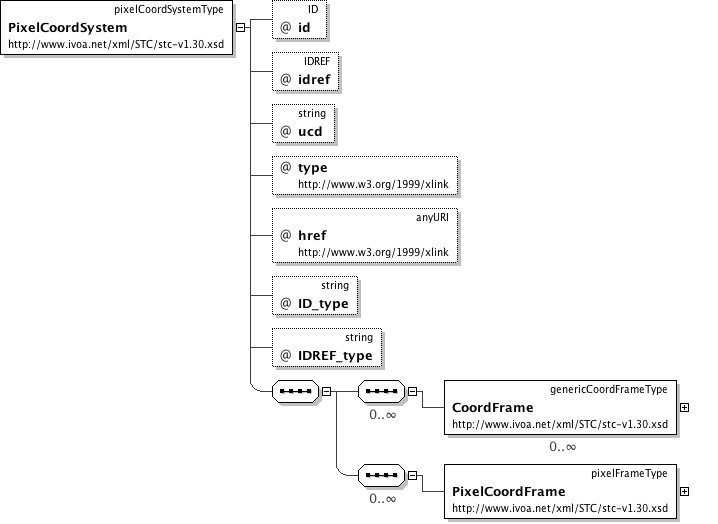 pixelCoordSystemType
PixelCoordSystem
http://www.ivoa.net/xml/STC/stc-v1.30.xsd
ID
@ id
IDREF
@ idref
string
@ ucd
@ type
http://www.w3.org/1999/xlink
anyURI
@ href
http://www.w3.org/1999/xlink
string
@ ID_type
string
@ IDREF_type
0..∞
genericCoordFrameType
CoordFrame
http://www.ivoa.net/xml/STC/stc-v1.30.xsd
0..∞
0..∞
pixelFrameType
PixelCoordFrame
http://www.ivoa.net/xml/STC/stc-v1.30.xsd